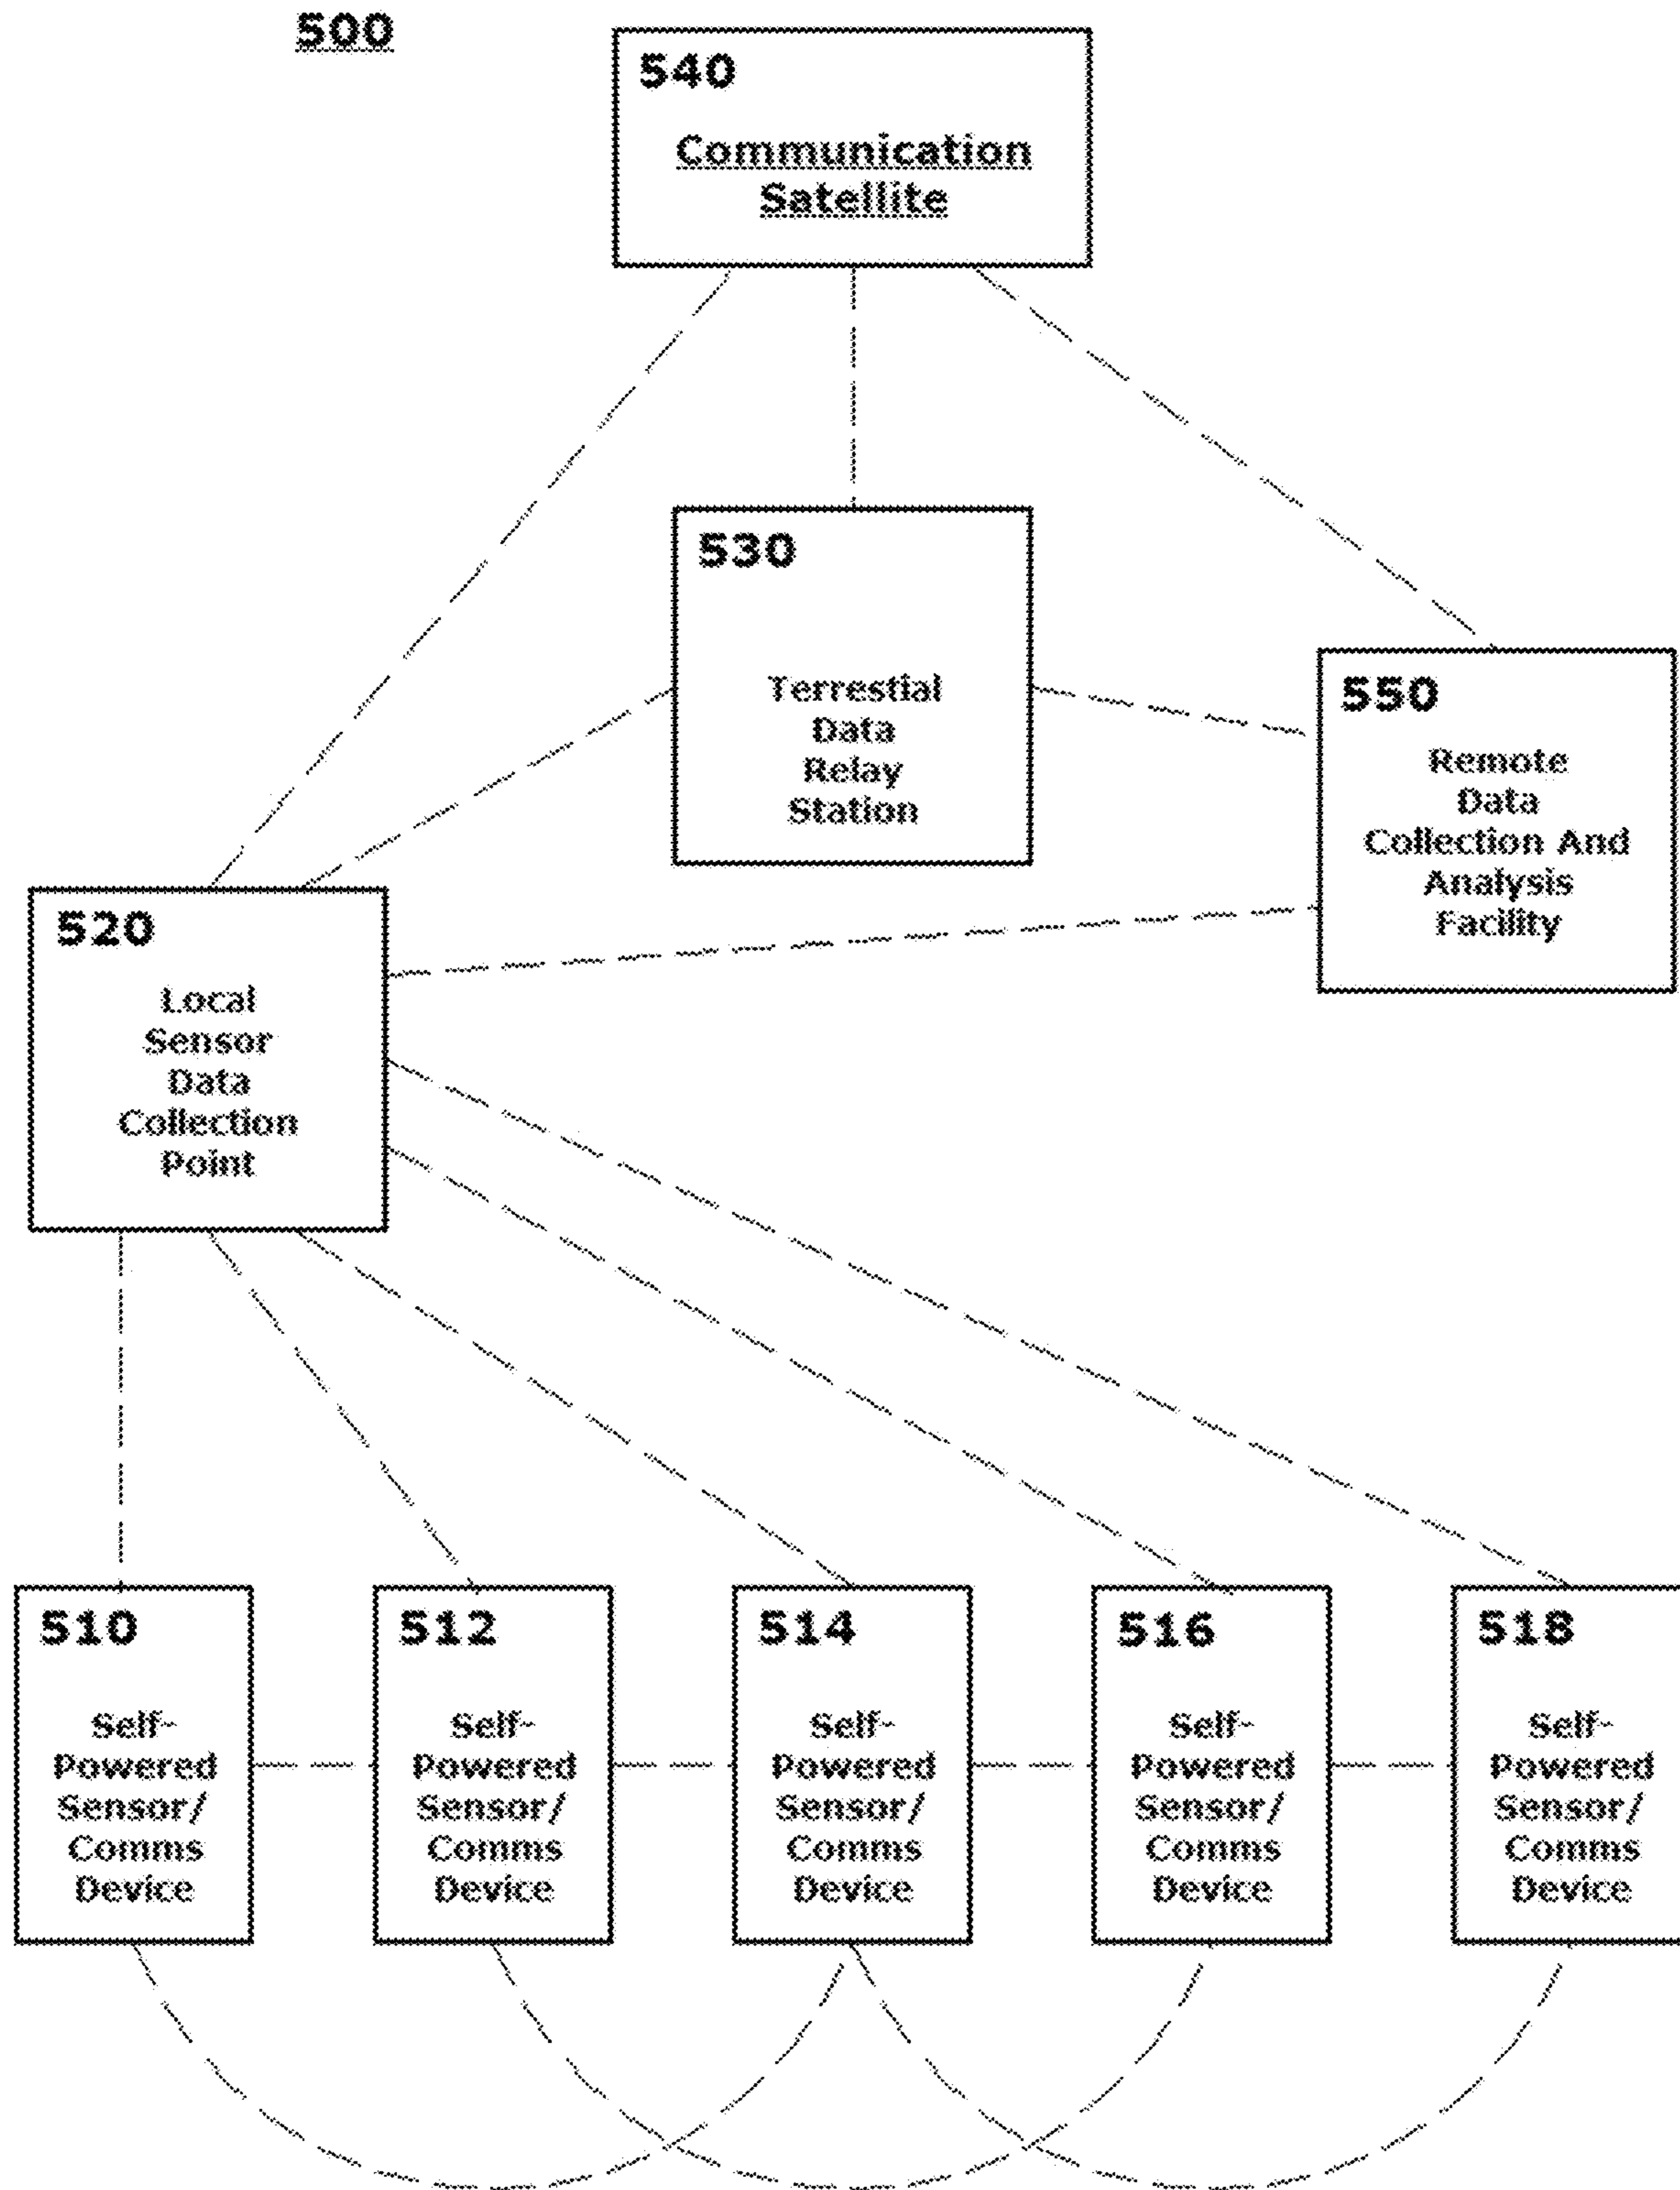 500
540
Communication
Satellite
530
Terrestial
Data
Relay
Station
550
Remote
Data
Collection And
Analysis
Facility
520
Local
Sensor
Data
Collection
Point
510
Self-
Powered
Sensor/
Comms
Device
512
Self-
Powered
Sensor/
Comms
Device
514
Self-
Powered
Sensor/
Comms
Device
516
Self-
Powered
Sensor/
Comms
Device
518
Self-
Powered
Sensor/
Comms
Device